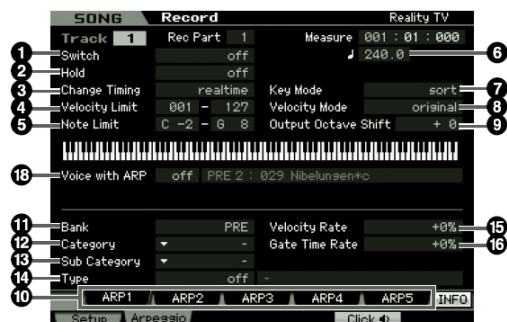 SONG Record Reality TV
Track 1 Rec Part 1 Measure 001 : 01 : 000
1 Switch off ♩ 240.0 6
2 Hold off
3 Change Timing realtime Key Mode sort 7
4 Velocity Limit 001 - 127 Velocity Mode original 8
5 Note Limit C -2 - G 8 Output Octave Shift + 0 9
18 Voice with ARP off PRE 2 : 029 Nibelungen*c
11 Bank PRE Velocity Rate +0% 15
12 Category - Gate Time Rate +0% 16
13 Sub Category -
14 Type off -
10 ARP1 ARP2 ARP3 ARP4 ARP5 INFO
Setup Arpeggio Click